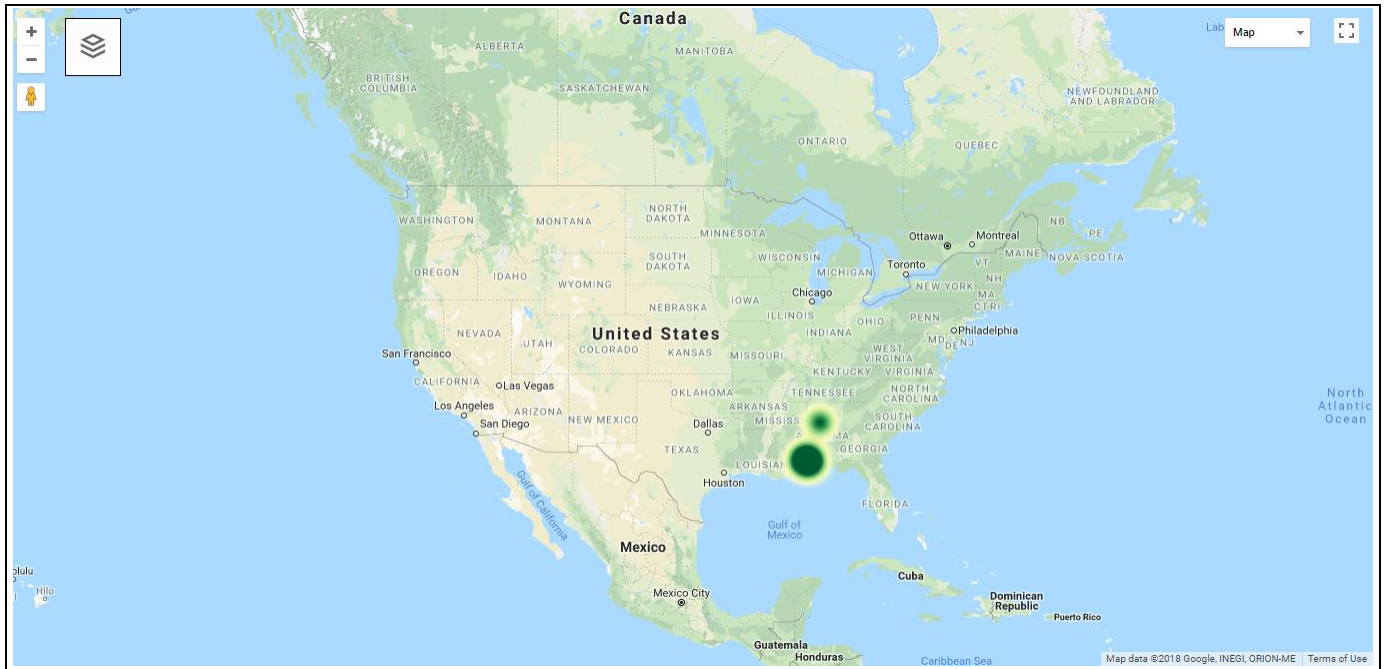 Canada
Map
ALBERTA
MANITOBA
BRITISH
COLUMBIA
SASKATCHEWAN
NEWFOUNDLAND
AND LABRADOR
ONTARIO
QUEBEC
WASHINGTON
MONTANA
NORTH
DAKOTA
MINNESOTA
Ottawa
Montreal
NB
PE
MAINE
NOVA SCOTIA
OREGON
IDAHO
SOUTH
DAKOTA
WISCONSIN
MICHIGAN
Toronto
VT
NH
WYOMING
NEW YORK
MA
CT RI
Chicago
IOWA
NEBRASKA
ILLINOIS
INDIANA
OHIO
PENN
NEVADA
United States
Philadelphia
MD
DE
NJ
UTAH
COLORADO
KANSAS
MISSOURI
WEST
VIRGINIA
San Francisco
CALIFORNIA
Las Vegas
KENTUCKY
VIRGINIA
OKLAHOMA
TENNESSEE
NORTH
CAROLINA
Los Angeles
ARIZONA
NEW MEXICO
ARKANSAS
MISSISS
San Diego
Dallas
SOUTH
CAROLINA
MA
TEXAS
GEORGIA
LOUISIA
Houston
North
Atlantic
Ocean
Gulf of
California
FLORIDA
Gulf of
Mexico
Mexico
Cuba
Mexico City
Dominican
Republic
Puerto Rico
olulu
Hilo
Guatemala
Honduras
Caribbean Sea
Map data ©2018 Google, INEGI, ORION-ME
Terms of Use